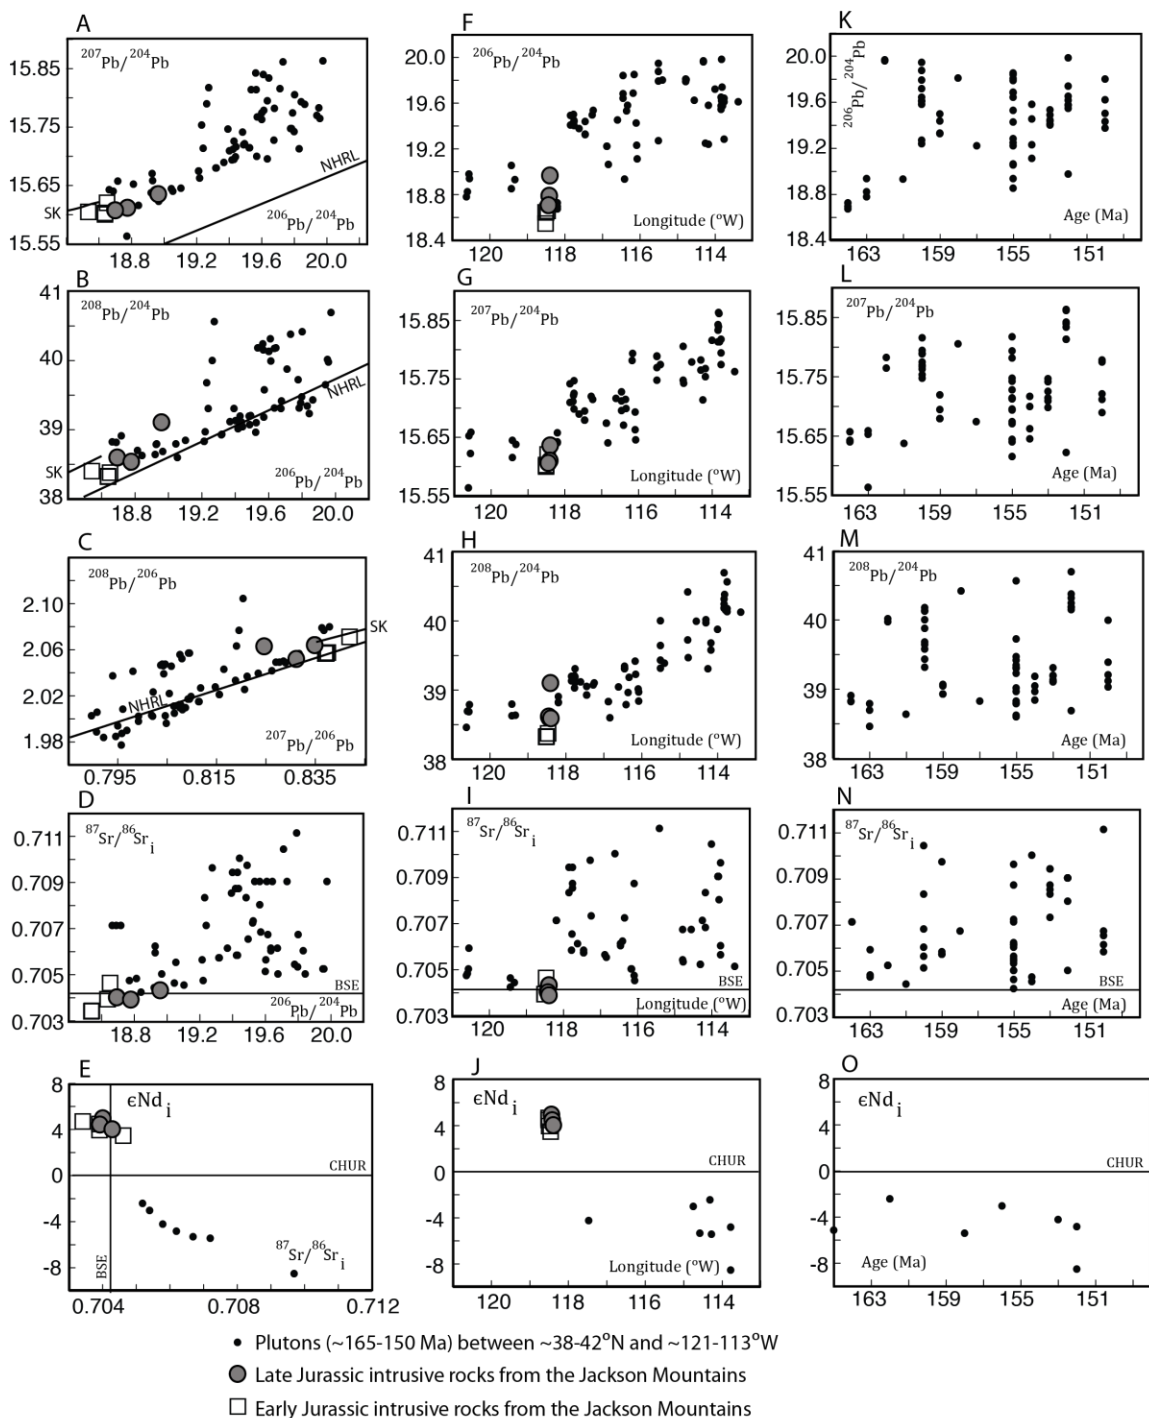 A
207Pb/204Pb
15.85
15.75
15.65
15.55
SK
NHRL
206Pb/204Pb
18.8 19.2 19.6 20.0
F
206Pb/204Pb
20.0
19.6
19.2
18.8
18.4
Longitude (ºW)
120 118 116 114
K
206Pb/204Pb
20.0
19.6
19.2
18.8
18.4
Age (Ma)
163 159 155 151
B
208Pb/204Pb
41
40
39
38
SK
NHRL
206Pb/204Pb
18.8 19.2 19.6 20.0
G
207Pb/204Pb
15.85
15.75
15.65
15.55
Longitude (ºW)
120 118 116 114
L
207Pb/204Pb
15.85
15.75
15.65
15.55
Age (Ma)
163 159 155 151
C
208Pb/206Pb
2.10
2.06
2.02
1.98
SK
NHRL
207Pb/206Pb
0.795 0.815 0.835
H
208Pb/204Pb
41
40
39
38
Longitude (ºW)
120 118 116 114
M
208Pb/204Pb
41
40
39
38
Age (Ma)
163 159 155 151
D
87Sr/86Sri
0.711
0.709
0.707
0.705
0.703
BSE
206Pb/204Pb
18.8 19.2 19.6 20.0
I
87Sr/86Sri
0.711
0.709
0.707
0.705
0.703
BSE
Longitude (ºW)
120 118 116 114
N
87Sr/86Sri
0.711
0.709
0.707
0.705
0.703
BSE
Age (Ma)
163 159 155 151
E
ϵNdi
8
4
0
-4
-8
CHUR
BSE
87Sr/86Sri
0.704 0.708 0.712
J
ϵNdi
8
4
0
-4
-8
CHUR
Longitude (ºW)
120 118 116 114
O
ϵNdi
8
4
0
-4
-8
CHUR
Age (Ma)
163 159 155 151
Plutons (~165-150 Ma) between ~38-42ºN and ~121-113ºW
Late Jurassic intrusive rocks from the Jackson Mountains
Early Jurassic intrusive rocks from the Jackson Mountains